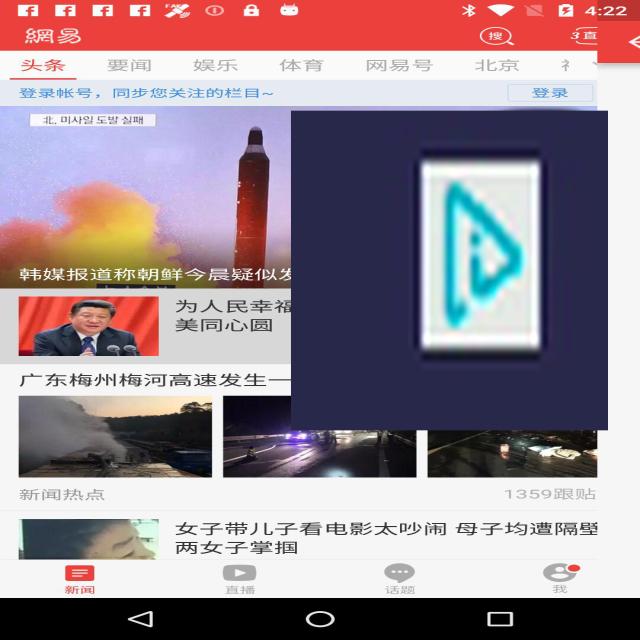 4:22
網易
搜
直
头条 要闻 娱乐 体育 网易号 北京
登录帐号，同步您关注的栏目~ 登录
北, 미사일 도발 실패
韩媒报道称朝鲜今晨疑似发
为人民幸福
美同心圆
广东梅州梅河高速发生一
新闻热点 1359跟贴
女子带儿子看电影太吵闹 母子均遭隔壁
两女子掌掴
新闻 直播 话题 我